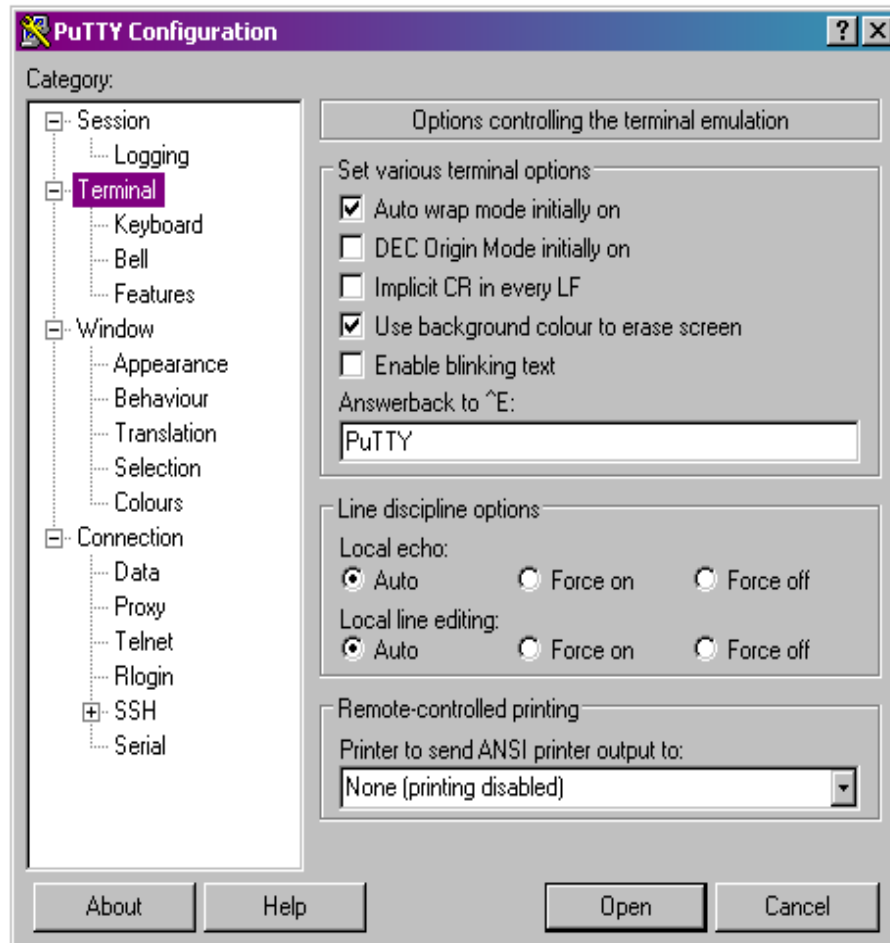 PuTTY Configuration
? X
Category:
Session
Logging
Terminal
Keyboard
Bell
Features
Window
Appearance
Behaviour
Translation
Selection
Colours
Connection
Data
Proxy
Telnet
Rlogin
SSH
Serial
Options controlling the terminal emulation
Set various terminal options
Auto wrap mode initially on
DEC Origin Mode initially on
Implicit CR in every LF
Use background colour to erase screen
Enable blinking text
Answerback to ^E:
PuTTY
Line discipline options
Local echo:
Auto Force on Force off
Local line editing:
Auto Force on Force off
Remote-controlled printing
Printer to send ANSI printer output to:
None (printing disabled)
About Help Open Cancel